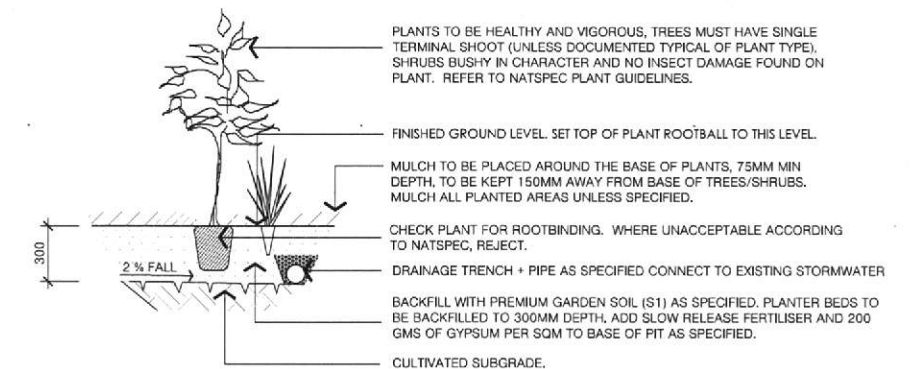 PLANTS TO BE HEALTHY AND VIGOROUS, TREES MUST HAVE SINGLE
TERMINAL SHOOT (UNLESS DOCUMENTED TYPICAL OF PLANT TYPE),
SHRUBS BUSHY IN CHARACTER AND NO INSECT DAMAGE FOUND ON
PLANT. REFER TO NATSPEC PLANT GUIDELINES.
FINISHED GROUND LEVEL. SET TOP OF PLANT ROOTBALL TO THIS LEVEL.
MULCH TO BE PLACED AROUND THE BASE OF PLANTS, 75MM MIN
DEPTH, TO BE KEPT 150MM AWAY FROM BASE OF TREES/SHRUBS.
MULCH ALL PLANTED AREAS UNLESS SPECIFIED.
CHECK PLANT FOR ROOTBINDING. WHERE UNACCEPTABLE ACCORDING
TO NATSPEC, REJECT.
300
2 % FALL
DRAINAGE TRENCH + PIPE AS SPECIFIED CONNECT TO EXISTING STORMWATER
BACKFILL WITH PREMIUM GARDEN SOIL (S1) AS SPECIFIED. PLANTER BEDS TO
BE BACKFILLED TO 300MM DEPTH. ADD SLOW RELEASE FERTILISER AND 200
GMS OF GYPSUM PER SQM TO BASE OF PIT AS SPECIFIED.
CULTIVATED SUBGRADE.